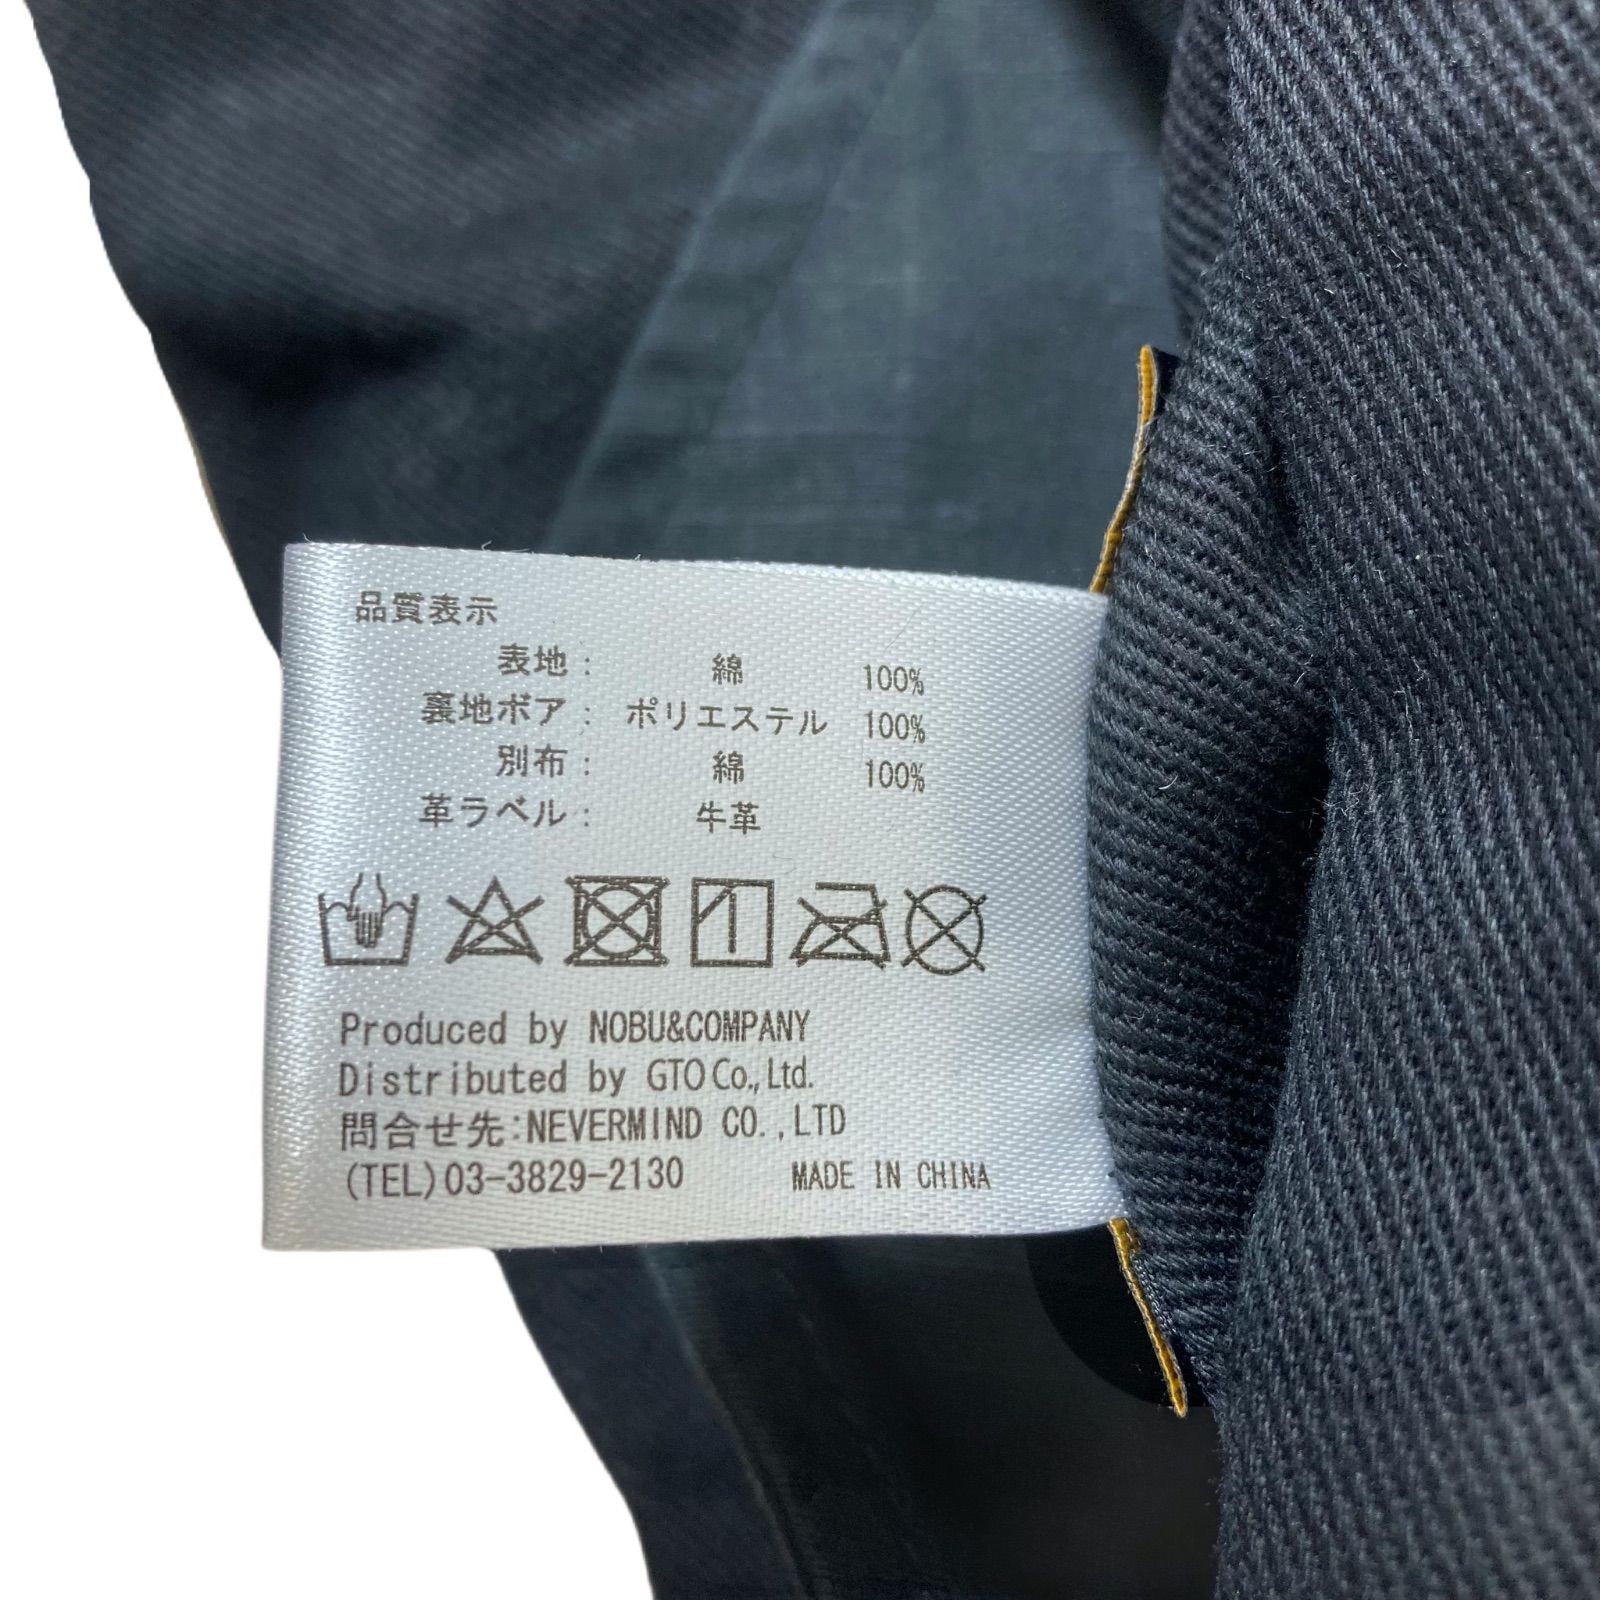 品質表示
表地： 綿 100%
裏地ボア： ポリエステル 100%
別布： 綿 100%
革ラベル： 牛革
Produced by NOBU&COMPANY
Distributed by GTO Co.,Ltd.
問合せ先:NEVERMIND CO.,LTD
(TEL)03-3829-2130 MADE IN CHINA